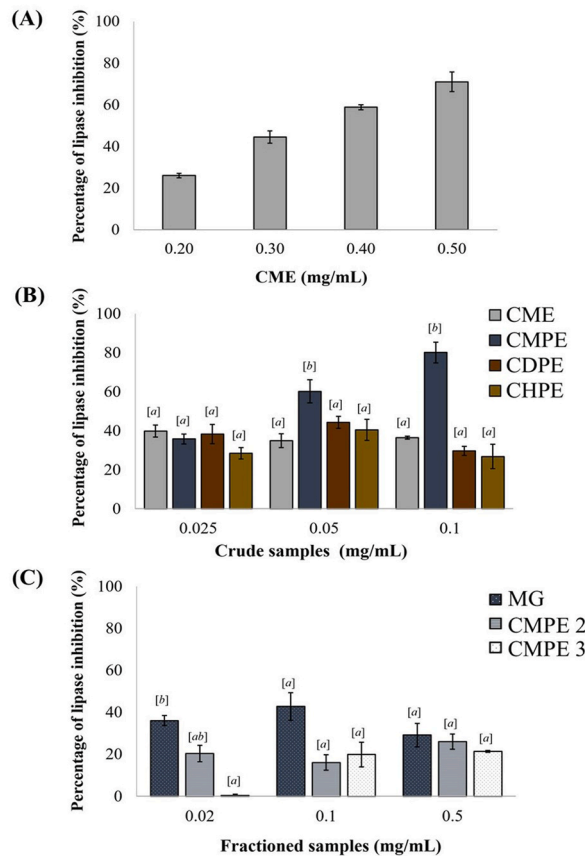 (A)
Percentage of lipase inhibition (%)
100
80
60
40
20
0
0.20 0.30 0.40 0.50
CME (mg/mL)
(B)
Percentage of lipase inhibition (%)
100
80
60
40
20
0
CME
CMPE
CDPE
CHPE
[a] [a] [a] [a] [a] [b] [a] [a] [a] [b] [a] [a]
0.025 0.05 0.1
Crude samples (mg/mL)
(C)
Percentage of lipase inhibition (%)
100
80
60
40
20
0
MG
CMPE 2
CMPE 3
[b] [ab] [a] [a] [a] [a] [a] [a] [a]
0.02 0.1 0.5
Fractioned samples (mg/mL)